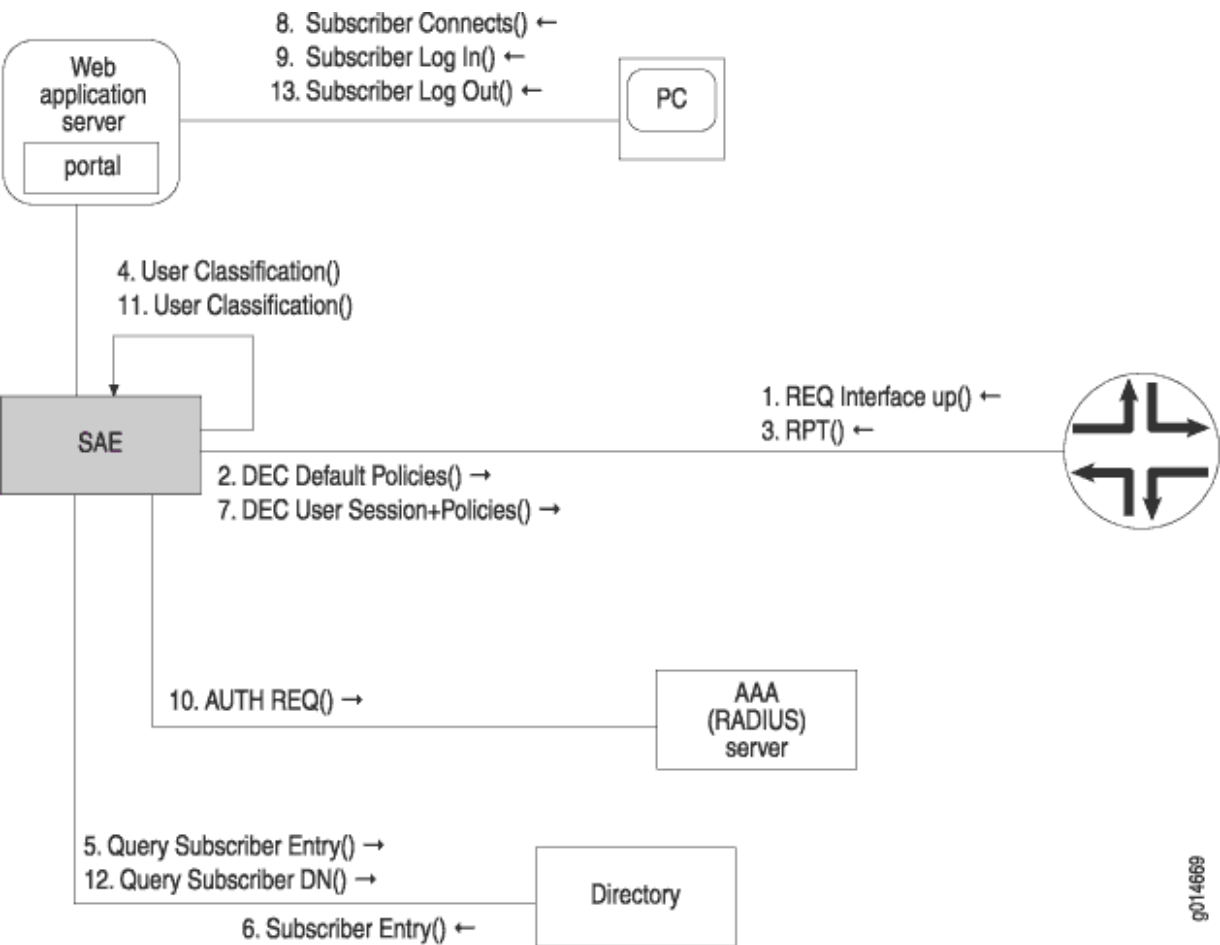 8. Subscriber Connects() ←
9. Subscriber Log In() ←
13. Subscriber Log Out() ←
Web
application
server
portal
PC
4. User Classification()
11. User Classification()
1. REQ Interface up() ←
3. RPT() ←
SAE
2. DEC Default Policies() →
7. DEC User Session+Policies() →
10. AUTH REQ() →
AAA
(RADIUS)
server
5. Query Subscriber Entry() →
12. Query Subscriber DN() →
6. Subscriber Entry() ←
Directory
g014669